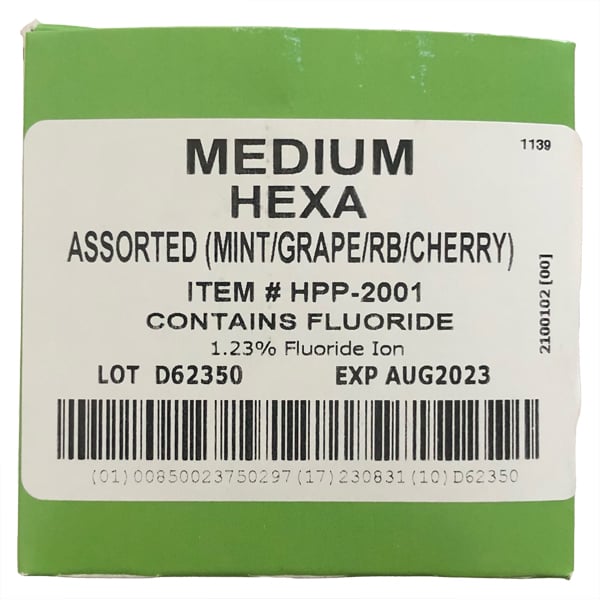 1139
MEDIUM
HEXA
ASSORTED (MINT/GRAPE/RB/CHERRY)
ITEM # HPP-2001
CONTAINS FLUORIDE
1.23% Fluoride Ion
LOT D62350 EXP AUG2023
(01)00850023750297(17)230831(10)D62350
2100102 [00]